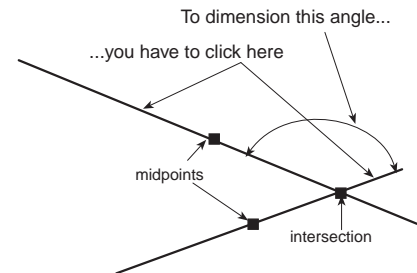 To dimension this angle...
...you have to click here
midpoints
intersection